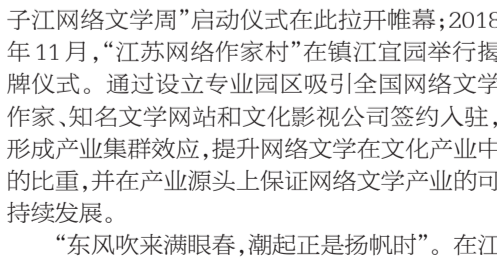 子江网络文学周”启动仪式在此拉开帷幕;2018
年11月,“江苏网络作家村”在镇江宜园举行揭
牌仪式。通过设立专业园区吸引全国网络文学
作家、知名文学网站和文化影视公司签约入驻,
形成产业集群效应,提升网络文学在文化产业中
的比重,并在产业源头上保证网络文学产业的可
持续发展。
“东风吹来满眼春,潮起正是扬帆时”。在江